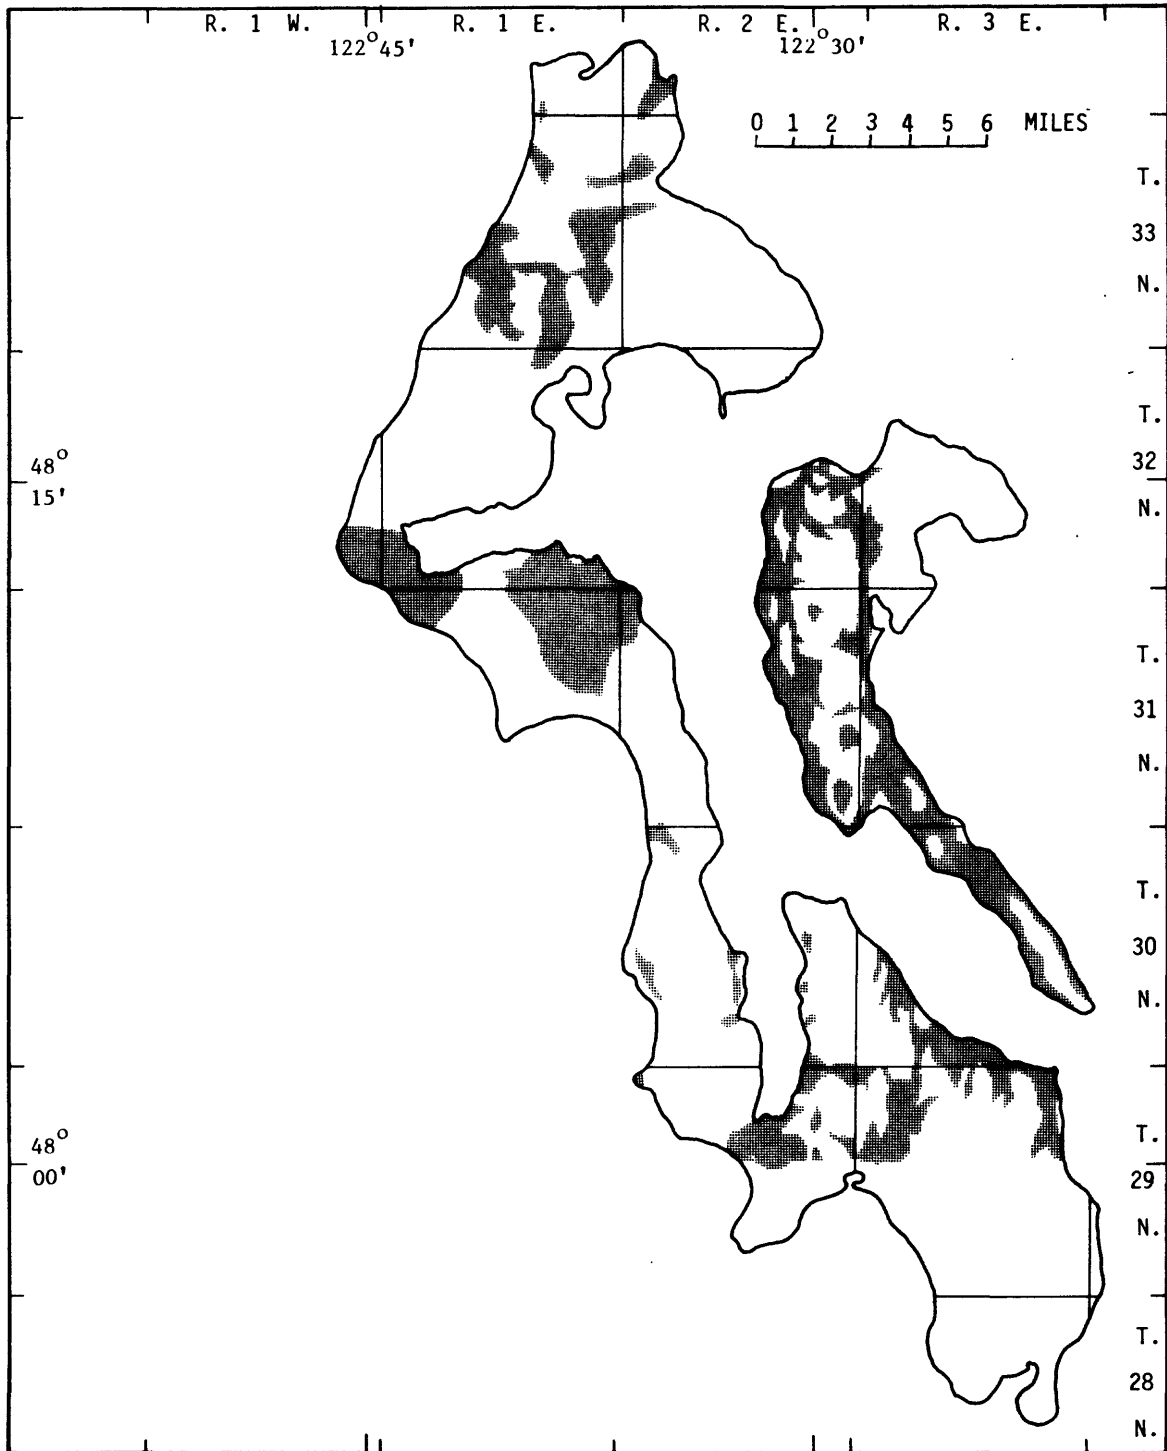 R. 1 W. R. 1 E. R. 2 E. R. 3 E.
122°45' 122°30'
0 1 2 3 4 5 6 MILES
T.
33
N.
T.
32
N.
48°
15'
T.
31
N.
T.
30
N.
T.
29
N.
48°
00'
T.
28
N.